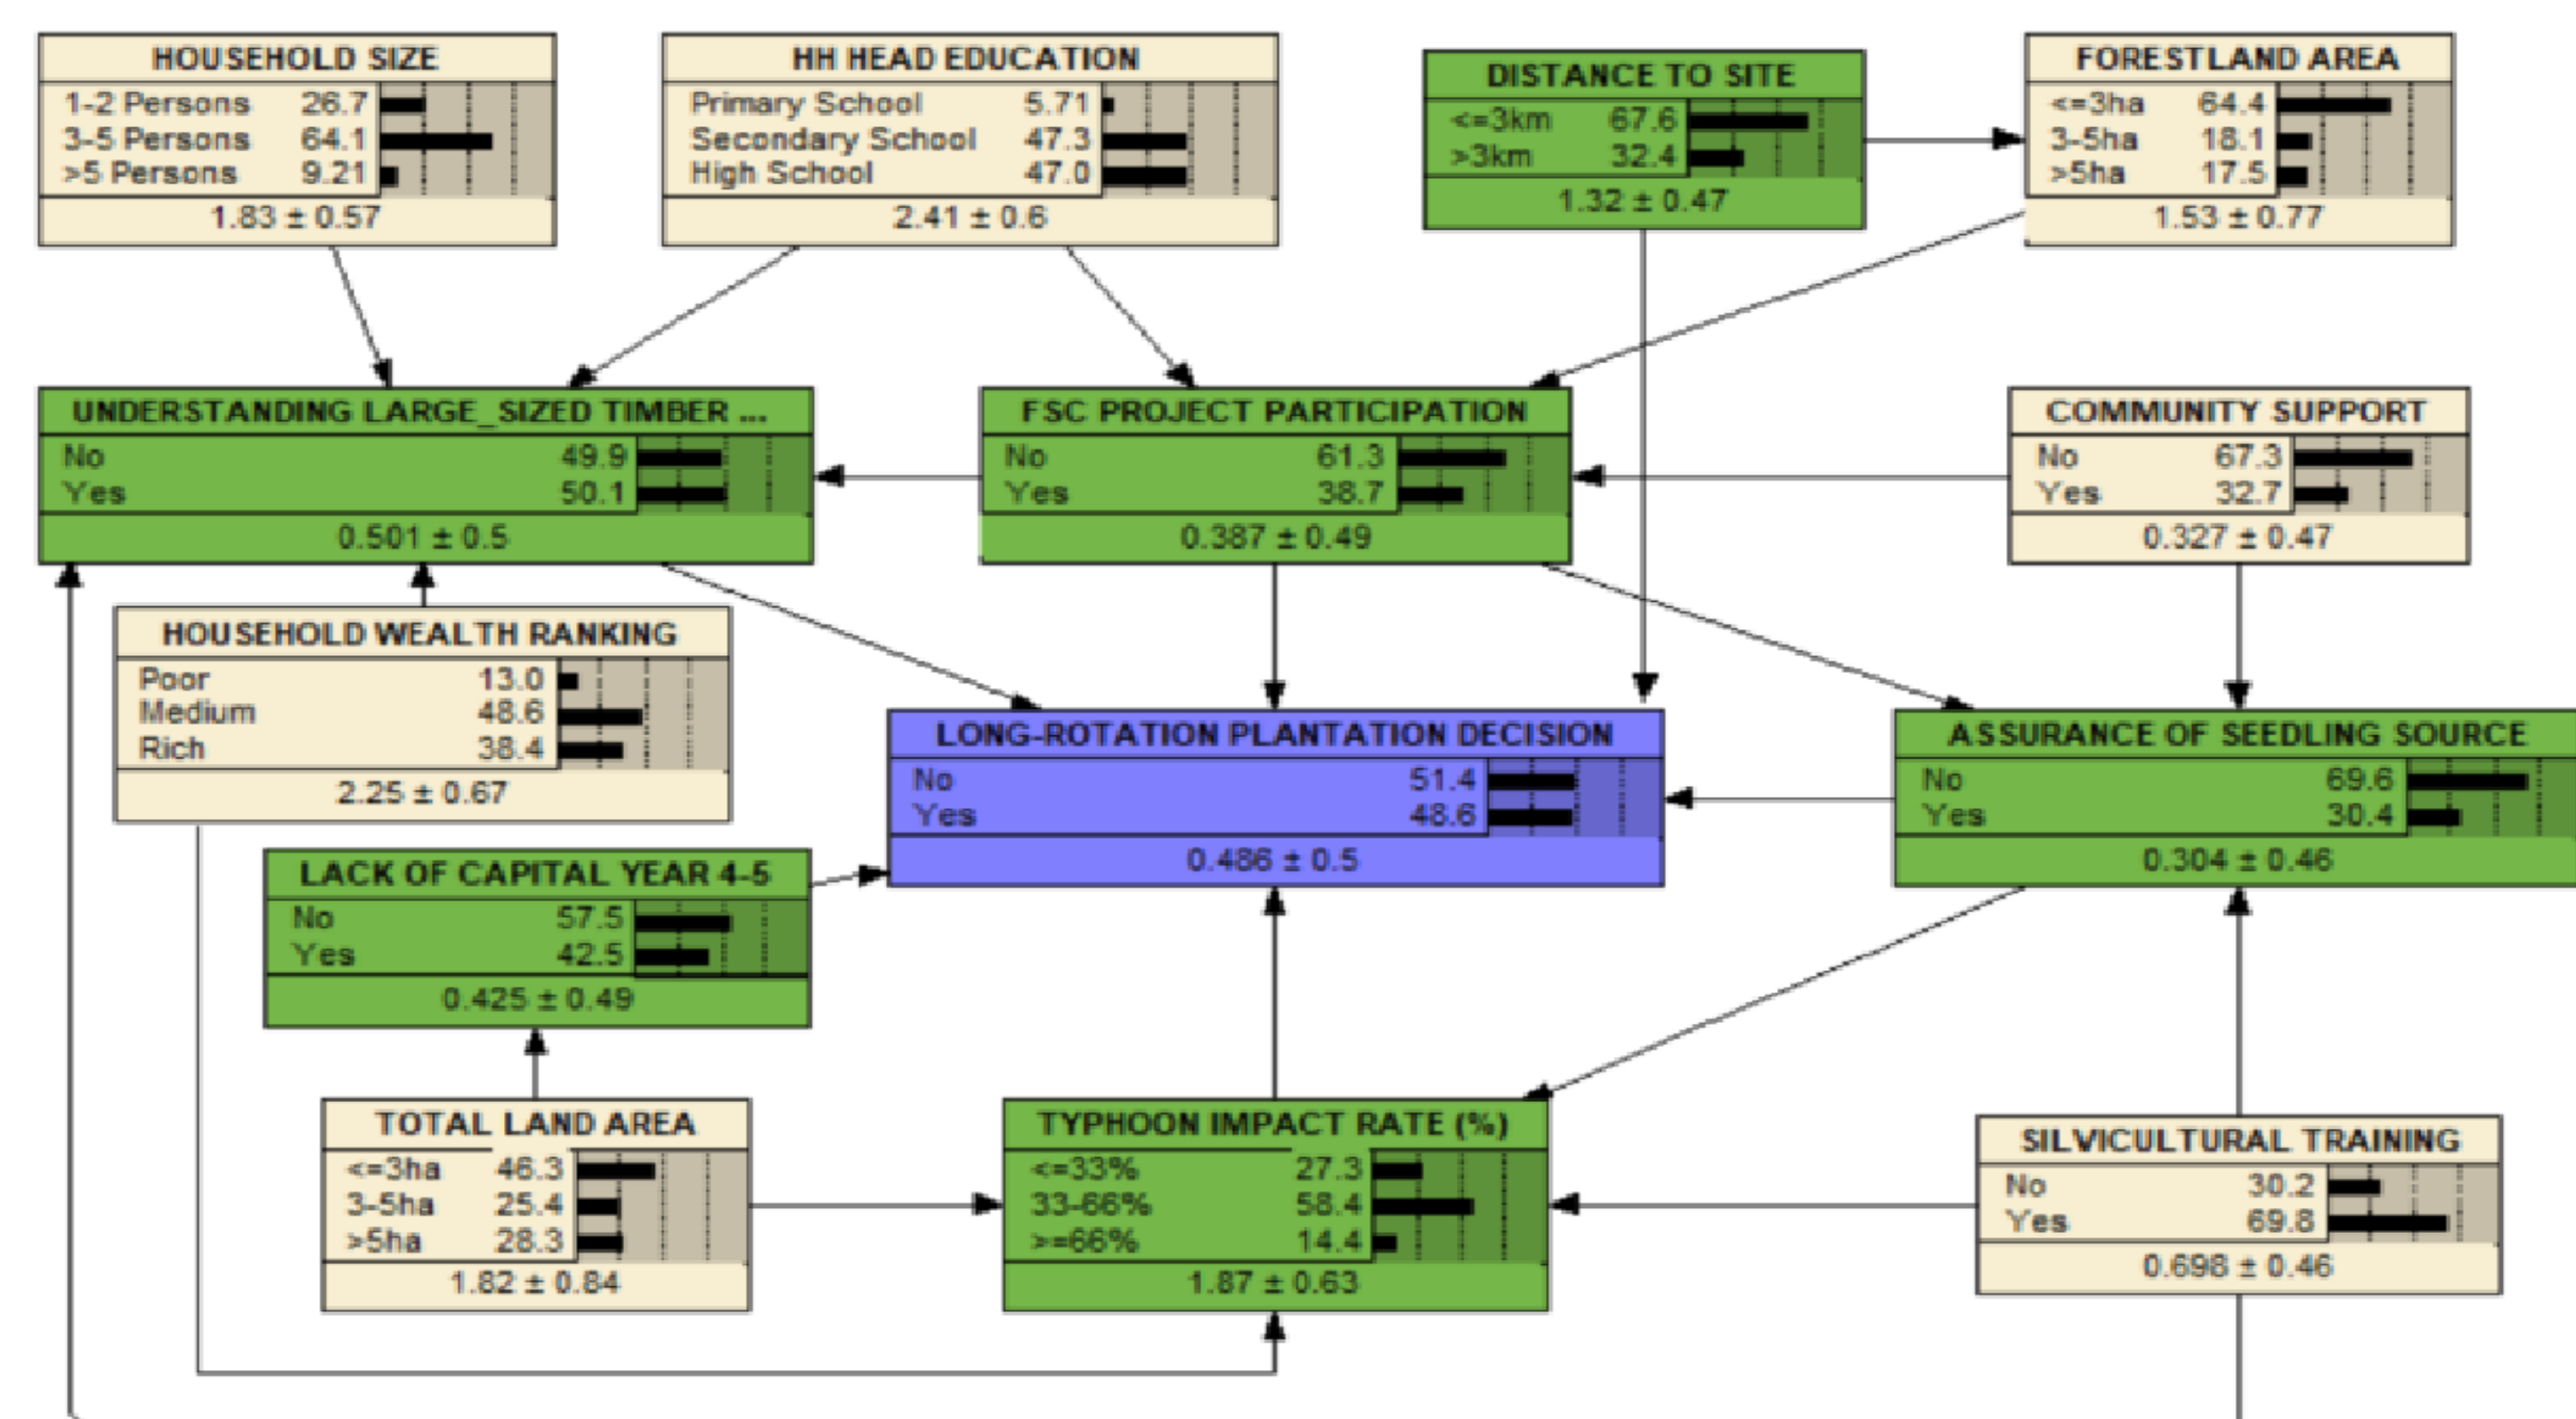 HOUSEHOLD SIZE
1-2 Persons 26.7
3-5 Persons 64.1
>5 Persons 9.21
1.83 ± 0.57
HH HEAD EDUCATION
Primary School 5.71
Secondary School 47.3
High School 47.0
2.41 ± 0.6
DISTANCE TO SITE
<=3km 67.6
>3km 32.4
1.32 ± 0.47
FORESTLAND AREA
<=3ha 64.4
3-5ha 18.1
>5ha 17.5
1.53 ± 0.77
UNDERSTANDING LARGE_SIZED TIMBER ...
No 49.9
Yes 50.1
0.501 ± 0.5
FSC PROJECT PARTICIPATION
No 61.3
Yes 38.7
0.387 ± 0.49
COMMUNITY SUPPORT
No 67.3
Yes 32.7
0.327 ± 0.47
HOUSEHOLD WEALTH RANKING
Poor 13.0
Medium 48.6
Rich 38.4
2.25 ± 0.67
LONG-ROTATION PLANTATION DECISION
No 51.4
Yes 48.6
0.486 ± 0.5
ASSURANCE OF SEEDLING SOURCE
No 69.6
Yes 30.4
0.304 ± 0.46
LACK OF CAPITAL YEAR 4-5
No 57.5
Yes 42.5
0.425 ± 0.49
TOTAL LAND AREA
<=3ha 46.3
3-5ha 25.4
>5ha 28.3
1.82 ± 0.84
TYPHOON IMPACT RATE (%)
<=33% 27.3
33-66% 58.4
>=66% 14.4
1.87 ± 0.63
SILVICULTURAL TRAINING
No 30.2
Yes 69.8
0.698 ± 0.46